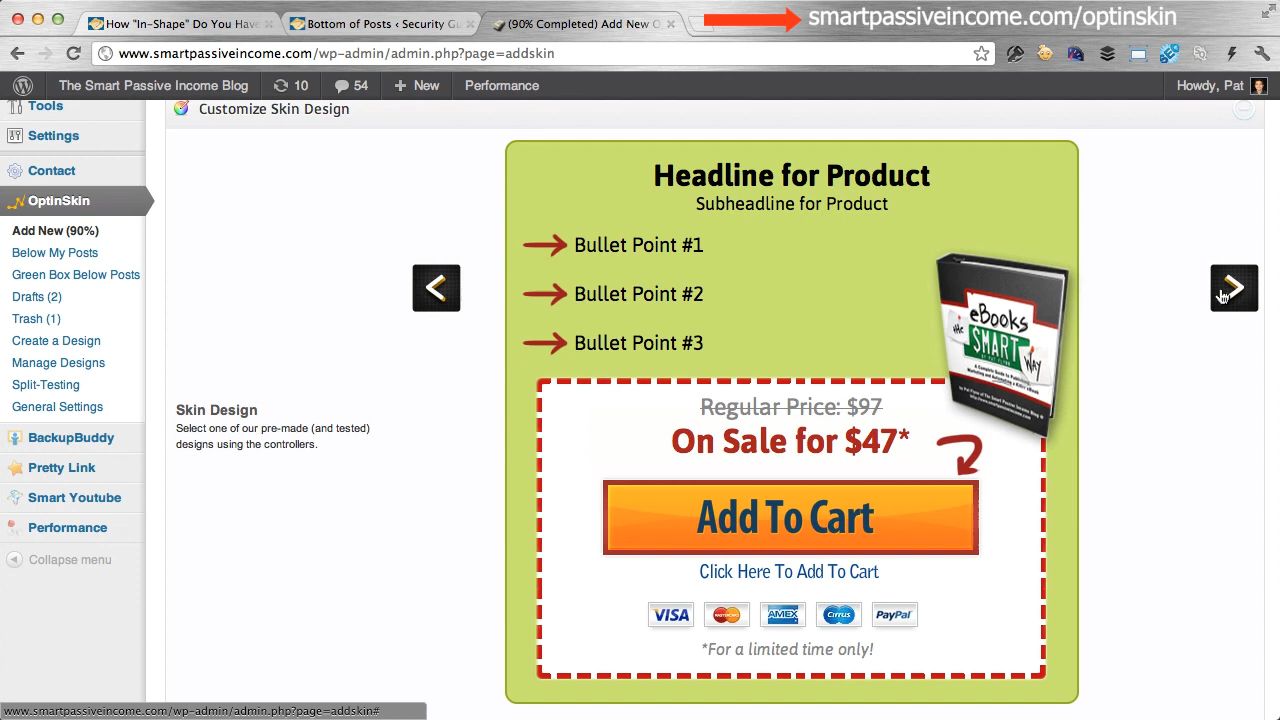 How "In-Shape" Do You Have
Bottom of Posts ‹ Security Gu
(90% Completed) Add New O
smartpassiveincome.com/optinskin
www.smartpassiveincome.com/wp-admin/admin.php?page=addskin
The Smart Passive Income Blog
10
54
New
Performance
Howdy, Pat
Tools
Settings
Contact
OptinSkin
Add New (90%)
Below My Posts
Green Box Below Posts
Drafts (2)
Trash (1)
Create a Design
Manage Designs
Split-Testing
General Settings
BackupBuddy
Pretty Link
Smart Youtube
Performance
Collapse menu
Customize Skin Design
Skin Design
Select one of our pre-made (and tested)
designs using the controllers.
Headline for Product
Subheadline for Product
Bullet Point #1
Bullet Point #2
Bullet Point #3
eBooks
the SMART
WAY
Regular Price: $97
On Sale for $47*
Add To Cart
Click Here To Add To Cart
VISA
MasterCard
AMEX
Cirrus
PayPal
*For a limited time only!
www.smartpassiveincome.com/wp-admin/admin.php?page=addskin#